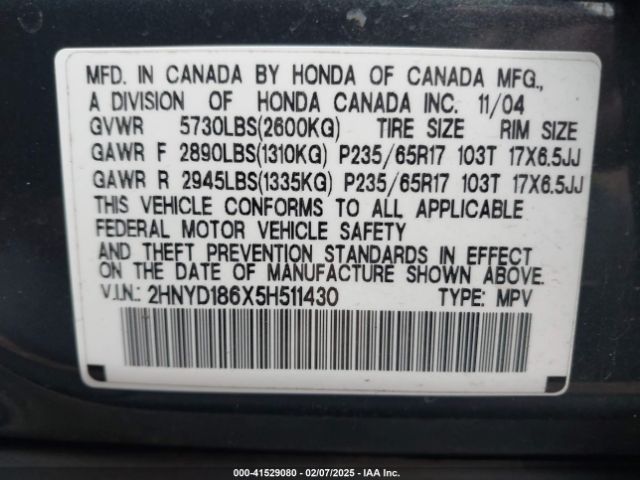 MFD. IN CANADA BY HONDA OF CANADA MFG.,
A DIVISION OF HONDA CANADA INC. 11/04
GVWR 5730LBS(2600KG) TIRE SIZE RIM SIZE
GAWR F 2890LBS(1310KG) P235/65R17 103T 17X6.5JJ
GAWR R 2945LBS(1335KG) P235/65R17 103T 17X6.5JJ
THIS VEHICLE CONFORMS TO ALL APPLICABLE
FEDERAL MOTOR VEHICLE SAFETY
AND THEFT PREVENTION STANDARDS IN EFFECT
ON THE DATE OF MANUFACTURE SHOWN ABOVE.
V.I.N.: 2HNYD186X5H511430 TYPE: MPV
000-41529080 - 02/07/2025 - IAAI.COM